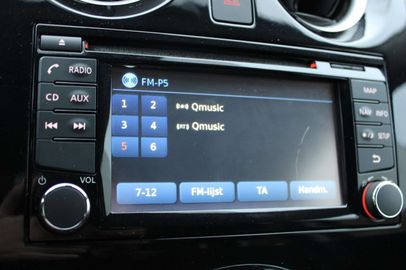 FM-P5
RADIO
MAP
1 2 Qmusic
CD AUX
NAV INFO
3 4 Qmusic
SETUP
5 6
VOL
7-12 FM-lijst TA Handm.